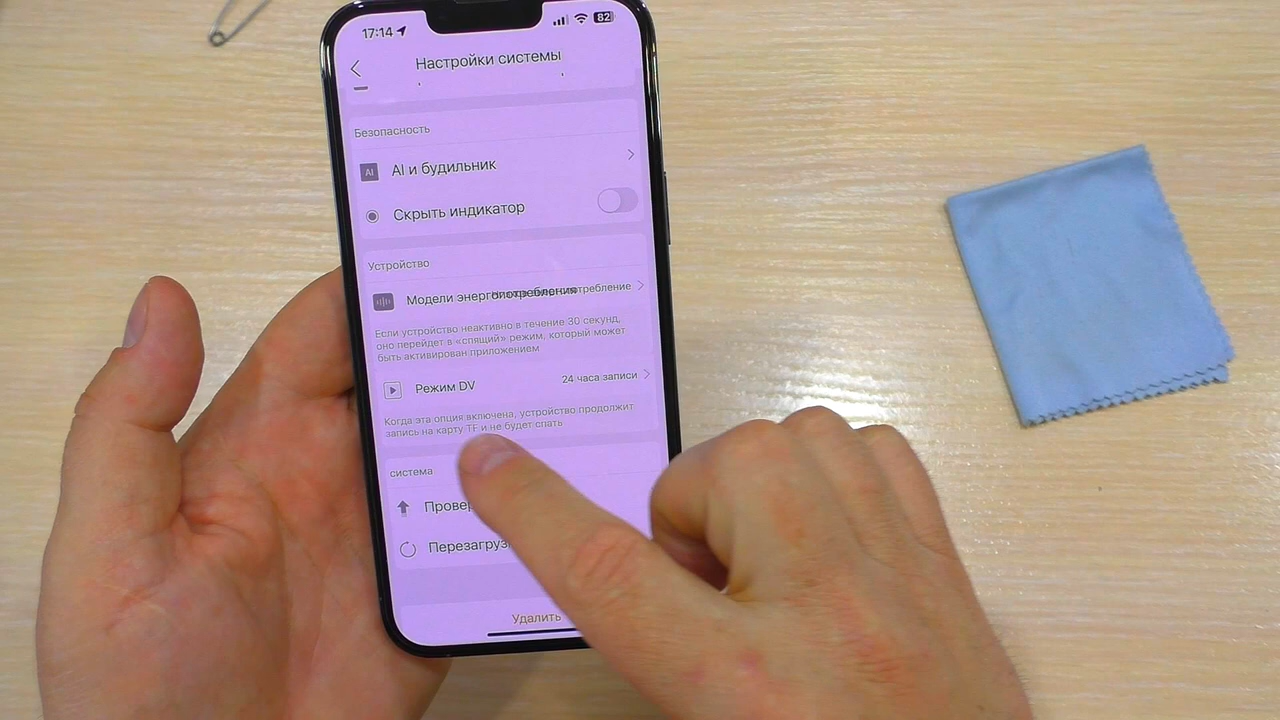 17:14
82
Настройки системы
Безопасность
AI
AI и будильник
Скрыть индикатор
Устройство
Модели энергопотребления
Если устройство неактивно в течение 30 секунд,
оно перейдет в «спящий» режим, который может
быть активирован приложением
Режим DV 24 часа записи
Когда эта опция включена, устройство продолжит
запись на карту TF и не будет спать
система
Провер
Перезагруз
Удалить